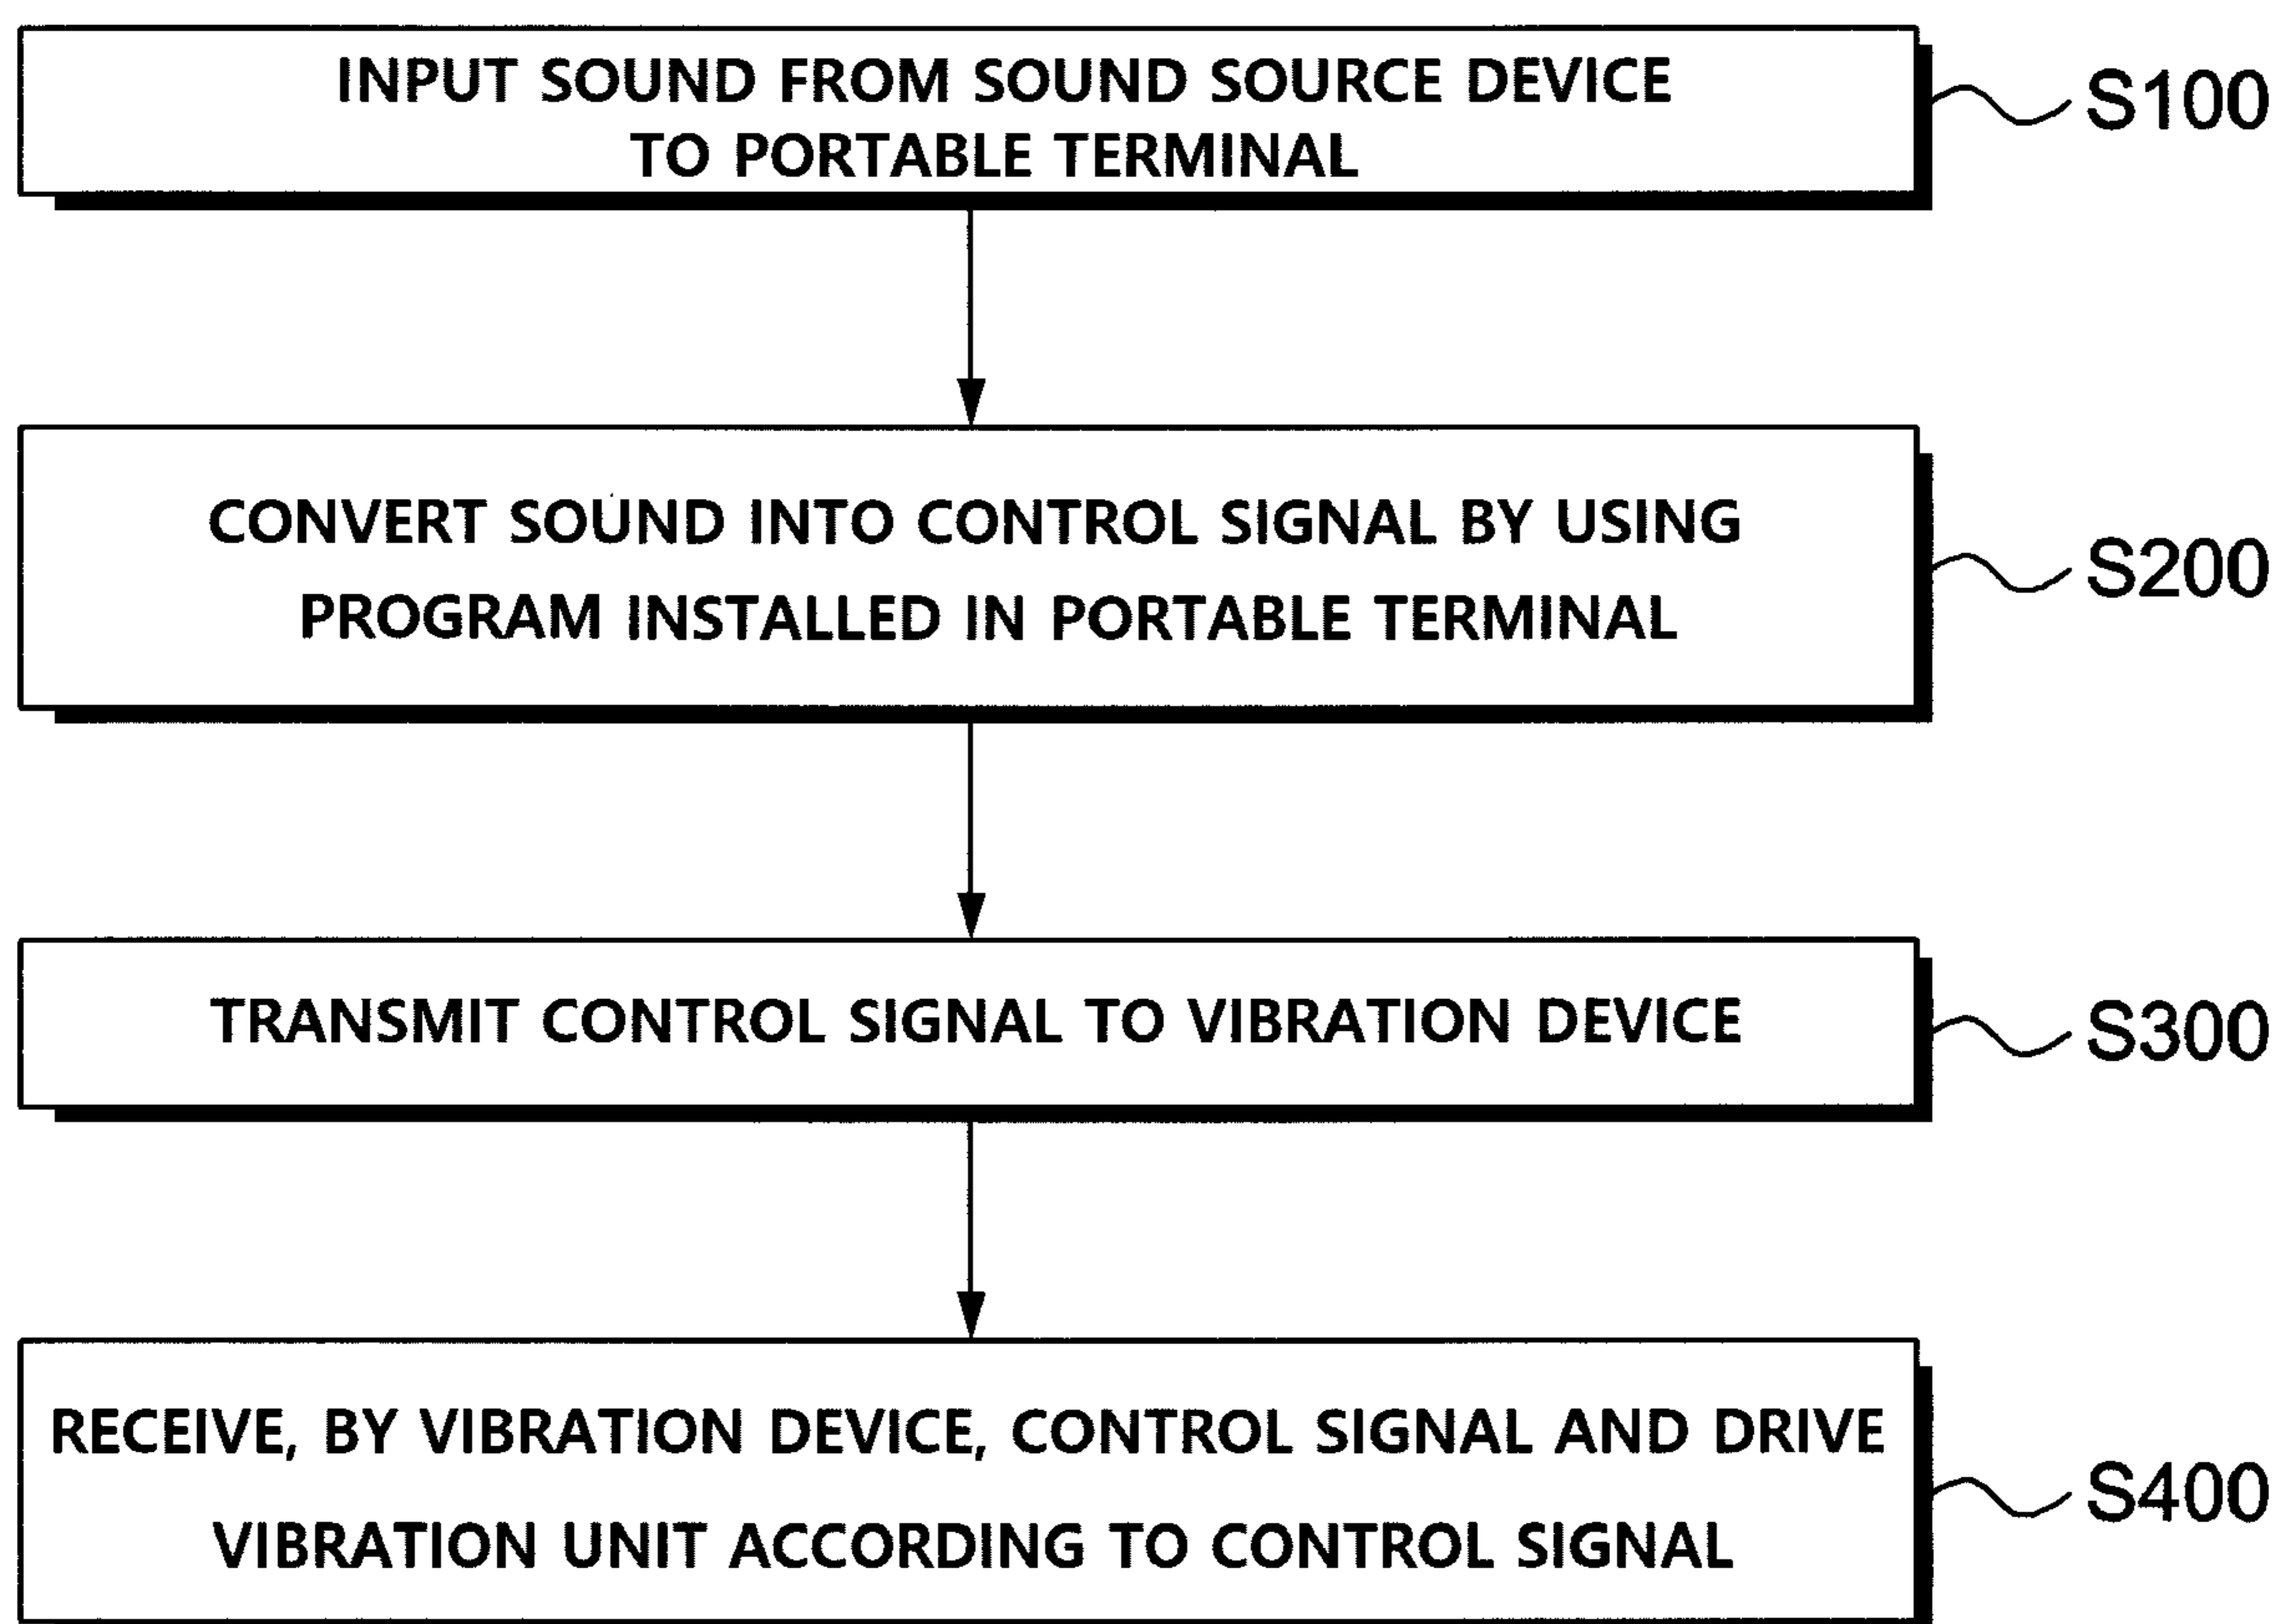 INPUT SOUND FROM SOUND SOURCE DEVICE
TO PORTABLE TERMINAL
S100
CONVERT SOUND INTO CONTROL SIGNAL BY USING
PROGRAM INSTALLED IN PORTABLE TERMINAL
S200
TRANSMIT CONTROL SIGNAL TO VIBRATION DEVICE
S300
RECEIVE, BY VIBRATION DEVICE, CONTROL SIGNAL AND DRIVE
VIBRATION UNIT ACCORDING TO CONTROL SIGNAL
S400